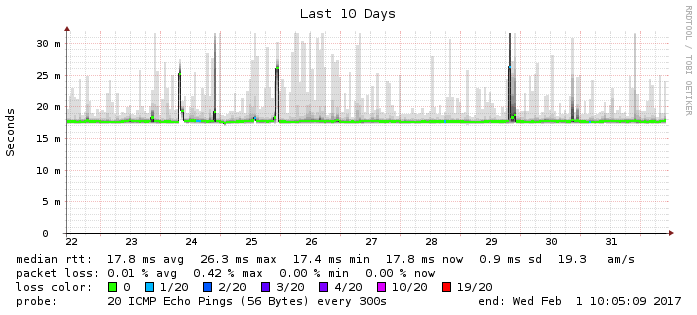 Last 10 Days
RRDTOOL / TOBI OETIKER
Seconds
30 m
25 m
20 m
15 m
10 m
5 m
0
22 23 24 25 26 27 28 29 30 31
median rtt: 17.8 ms avg 26.3 ms max 17.4 ms min 17.8 ms now 0.9 ms sd 19.3 am/s
packet loss: 0.01 % avg 0.42 % max 0.00 % min 0.00 % now
loss color: 0 1/20 2/20 3/20 4/20 10/20 19/20
probe: 20 ICMP Echo Pings (56 Bytes) every 300s end: Wed Feb 1 10:05:09 2017